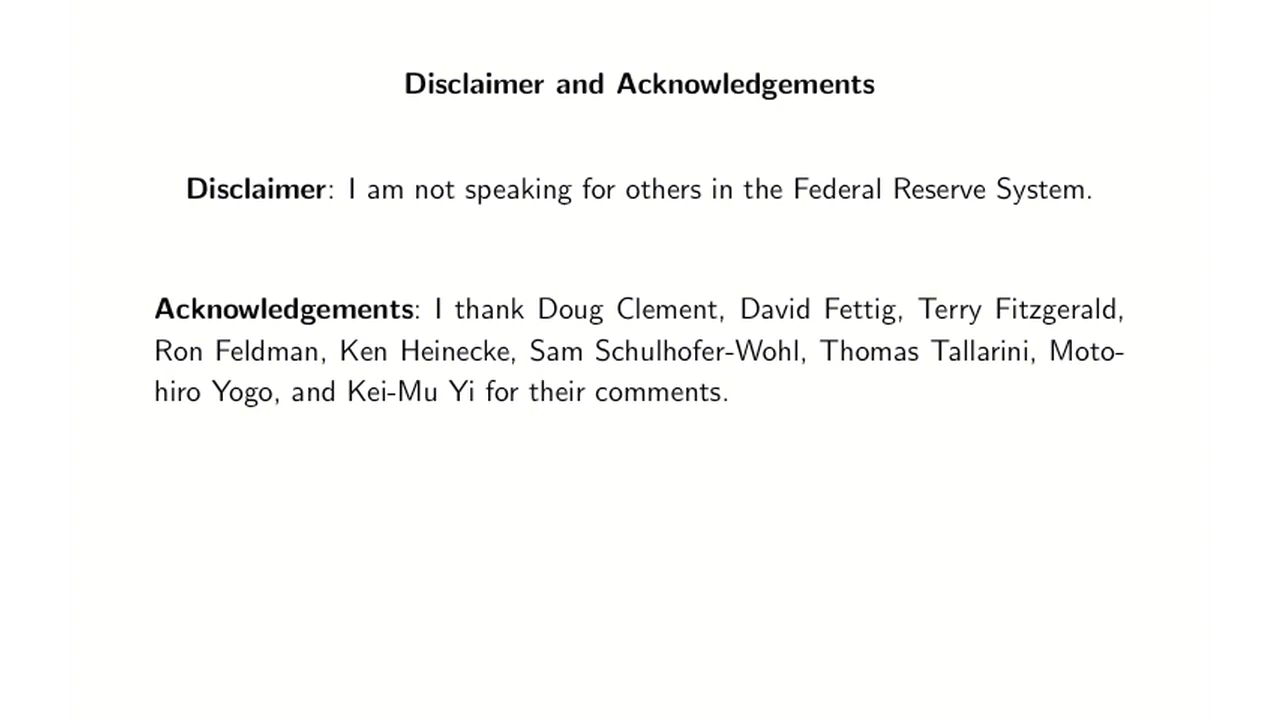 Disclaimer and Acknowledgements
Disclaimer: I am not speaking for others in the Federal Reserve System.
Acknowledgements: I thank Doug Clement, David Fettig, Terry Fitzgerald,
Ron Feldman, Ken Heinecke, Sam Schulhofer-Wohl, Thomas Tallarini, Moto-
hiro Yogo, and Kei-Mu Yi for their comments.